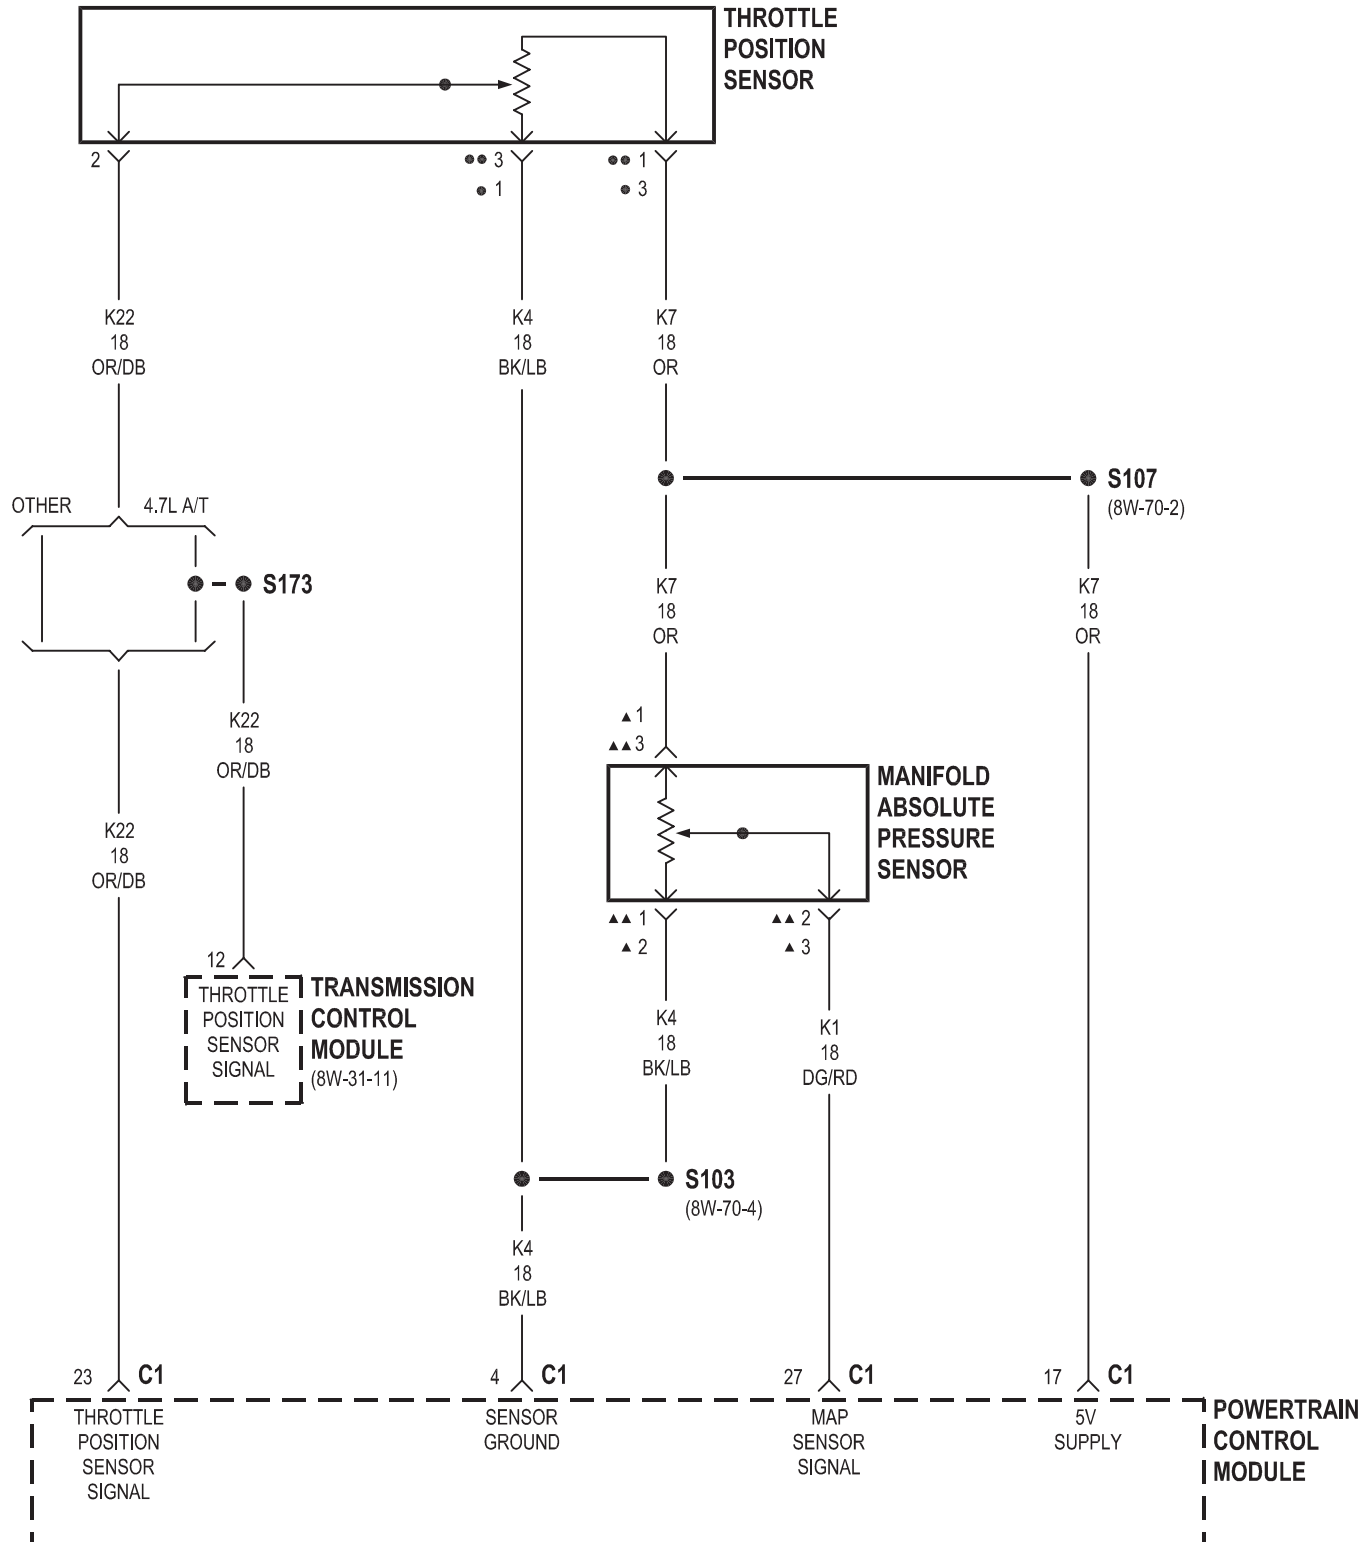 THROTTLE
POSITION
SENSOR
2
●● 3
● 1
●● 1
● 3
K22
18
OR/DB
K4
18
BK/LB
K7
18
OR
S107
(8W-70-2)
OTHER
4.7L A/T
S173
K7
18
OR
K7
18
OR
K22
18
OR/DB
▲ 1
▲▲ 3
MANIFOLD
ABSOLUTE
PRESSURE
SENSOR
K22
18
OR/DB
▲▲ 1
▲ 2
▲▲ 2
▲ 3
12
THROTTLE
POSITION
SENSOR
SIGNAL
TRANSMISSION
CONTROL
MODULE
(8W-31-11)
K4
18
BK/LB
K1
18
DG/RD
S103
(8W-70-4)
K4
18
BK/LB
23 C1
4 C1
27 C1
17 C1
THROTTLE
POSITION
SENSOR
SIGNAL
SENSOR
GROUND
MAP
SENSOR
SIGNAL
5V
SUPPLY
POWERTRAIN
CONTROL
MODULE